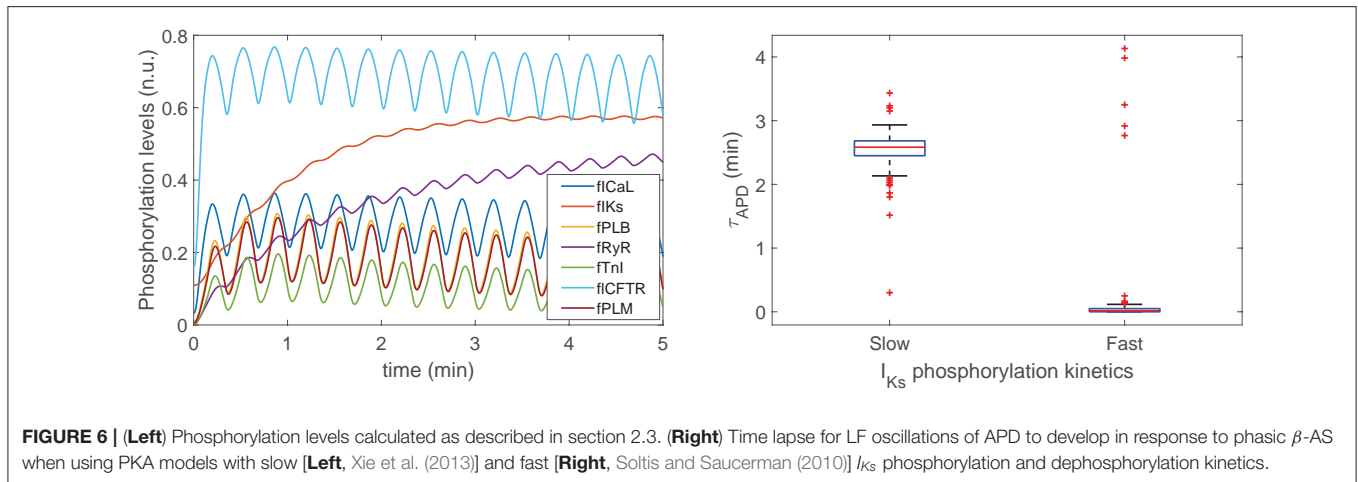 0.8
0.6
0.4
0.2
0
Phosphorylation levels (n.u.)
0 1 2 3 4 5
time (min)
fICaL
fIKs
fPLB
fRyR
fTnI
fICFTR
fPLM
4
3
2
1
0
τAPD (min)
Slow Fast
IKs phosphorylation kinetics
FIGURE 6 | (Left) Phosphorylation levels calculated as described in section 2.3. (Right) Time lapse for LF oscillations of APD to develop in response to phasic β-AS
when using PKA models with slow [Left, Xie et al. (2013)] and fast [Right, Soltis and Saucerman (2010)] IKs phosphorylation and dephosphorylation kinetics.